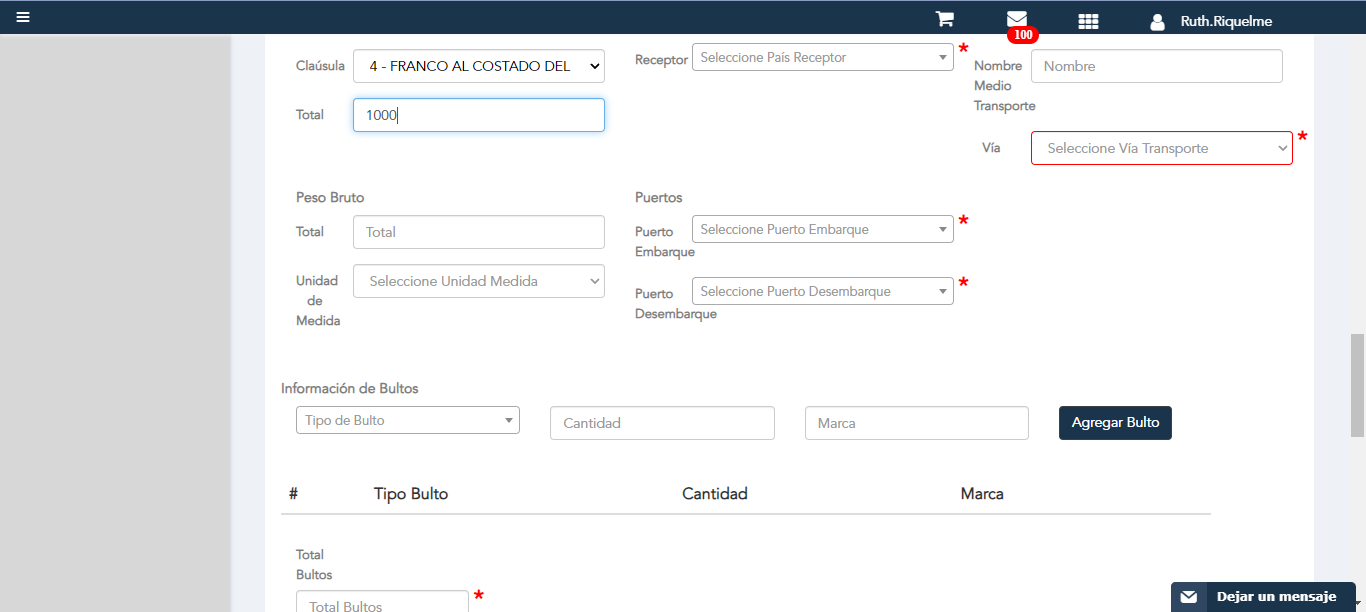 100
Ruth.Riquelme
Claúsula
4 - FRANCO AL COSTADO DEL
Total
1000
Receptor
Seleccione País Receptor
*
Nombre
Medio
Transporte
Nombre
Vía
Seleccione Vía Transporte
*
Peso Bruto
Total
Total
Unidad
de
Medida
Seleccione Unidad Medida
Puertos
Puerto
Embarque
Seleccione Puerto Embarque
*
Puerto
Desembarque
Seleccione Puerto Desembarque
*
Información de Bultos
Tipo de Bulto
Cantidad
Marca
Agregar Bulto
# Tipo Bulto Cantidad Marca
Total
Bultos
Total Bultos
*
Dejar un mensaje